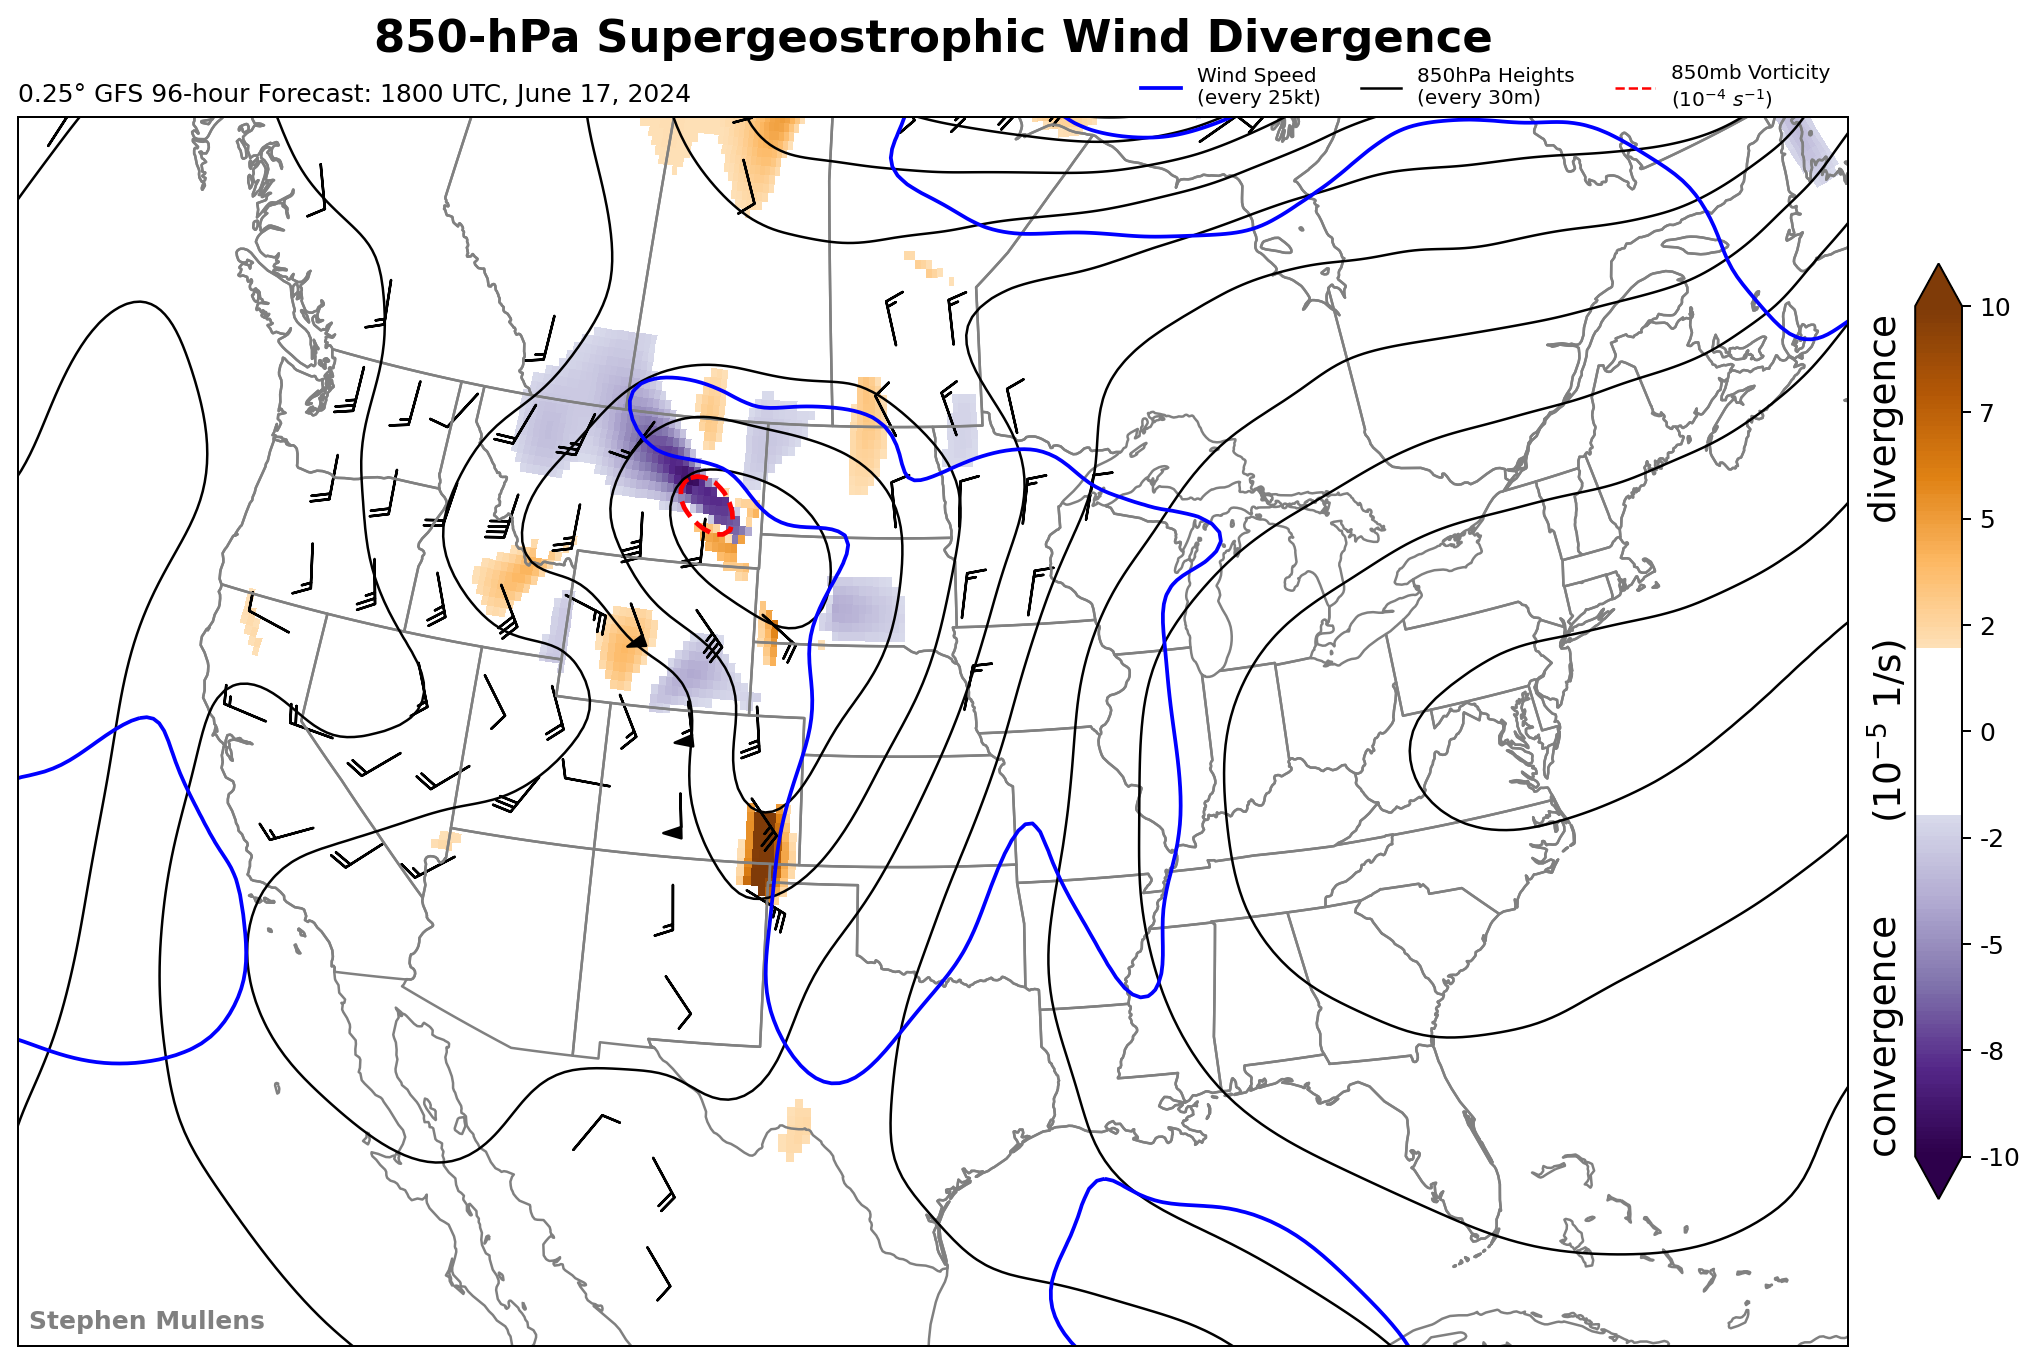 850-hPa Supergeostrophic Wind Divergence
0.25° GFS 96-hour Forecast: 1800 UTC, June 17, 2024
Wind Speed
(every 25kt)
850hPa Heights
(every 30m)
850mb Vorticity
(10⁻⁴ s⁻¹)
10
7
5
2
0
-2
-5
-8
-10
convergence (10⁻⁵ 1/s) divergence
Stephen Mullens